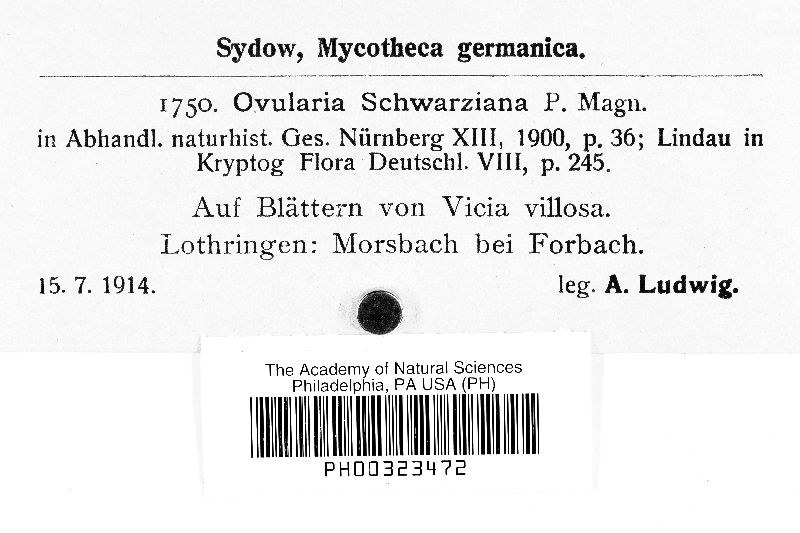 Sydow, Mycotheca germanica.
1750. Ovularia Schwarziana P. Magn.
in Abhandl. naturhist. Ges. Nürnberg XIII, 1900, p. 36; Lindau in
Kryptog Flora Deutschl. VIII, p. 245.
Auf Blättern von Vicia villosa.
Lothringen: Morsbach bei Forbach.
15. 7. 1914. leg. A. Ludwig.
The Academy of Natural Sciences
Philadelphia, PA USA (PH)
PH00323472